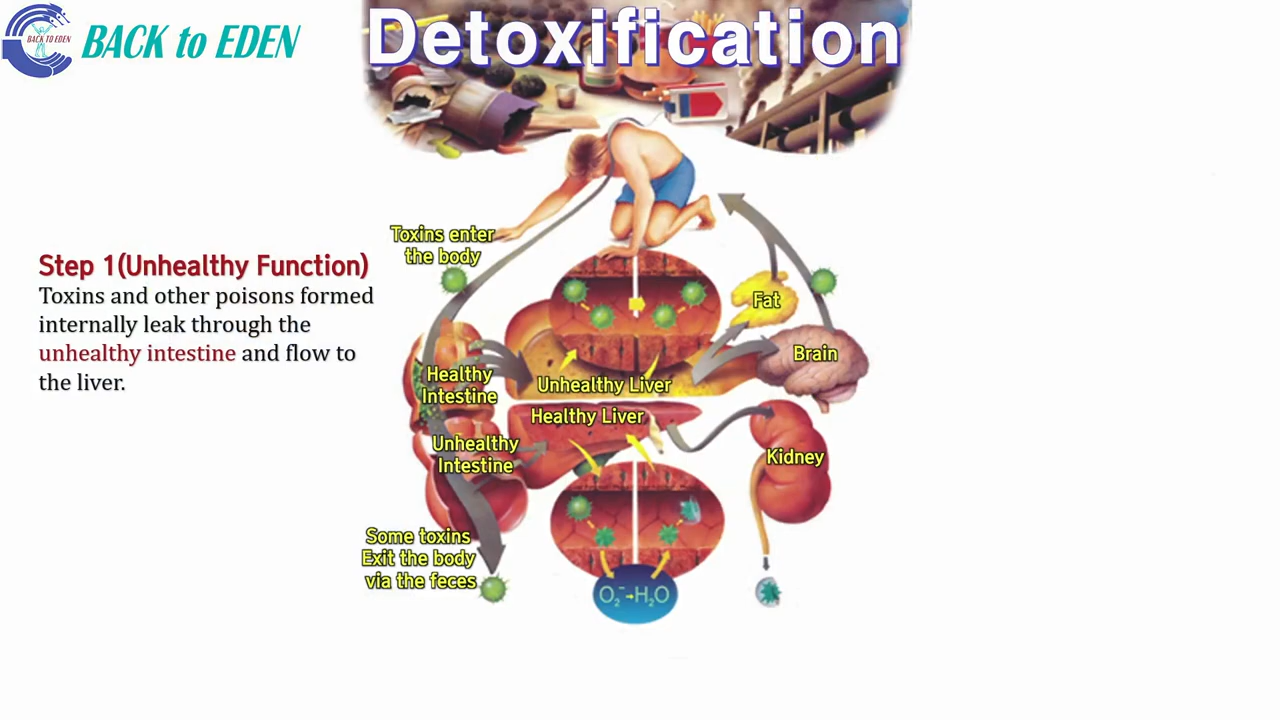 BACK TO EDEN
BACK to EDEN
Detoxification
Step 1(Unhealthy Function)
Toxins and other poisons formed
internally leak through the
unhealthy intestine and flow to
the liver.
Toxins enter
the body
Fat
Brain
Healthy
Intestine
Unhealthy Liver
Healthy Liver
Unhealthy
Intestine
Kidney
Some toxins
Exit the body
via the feces
O₂⁻→H₂O